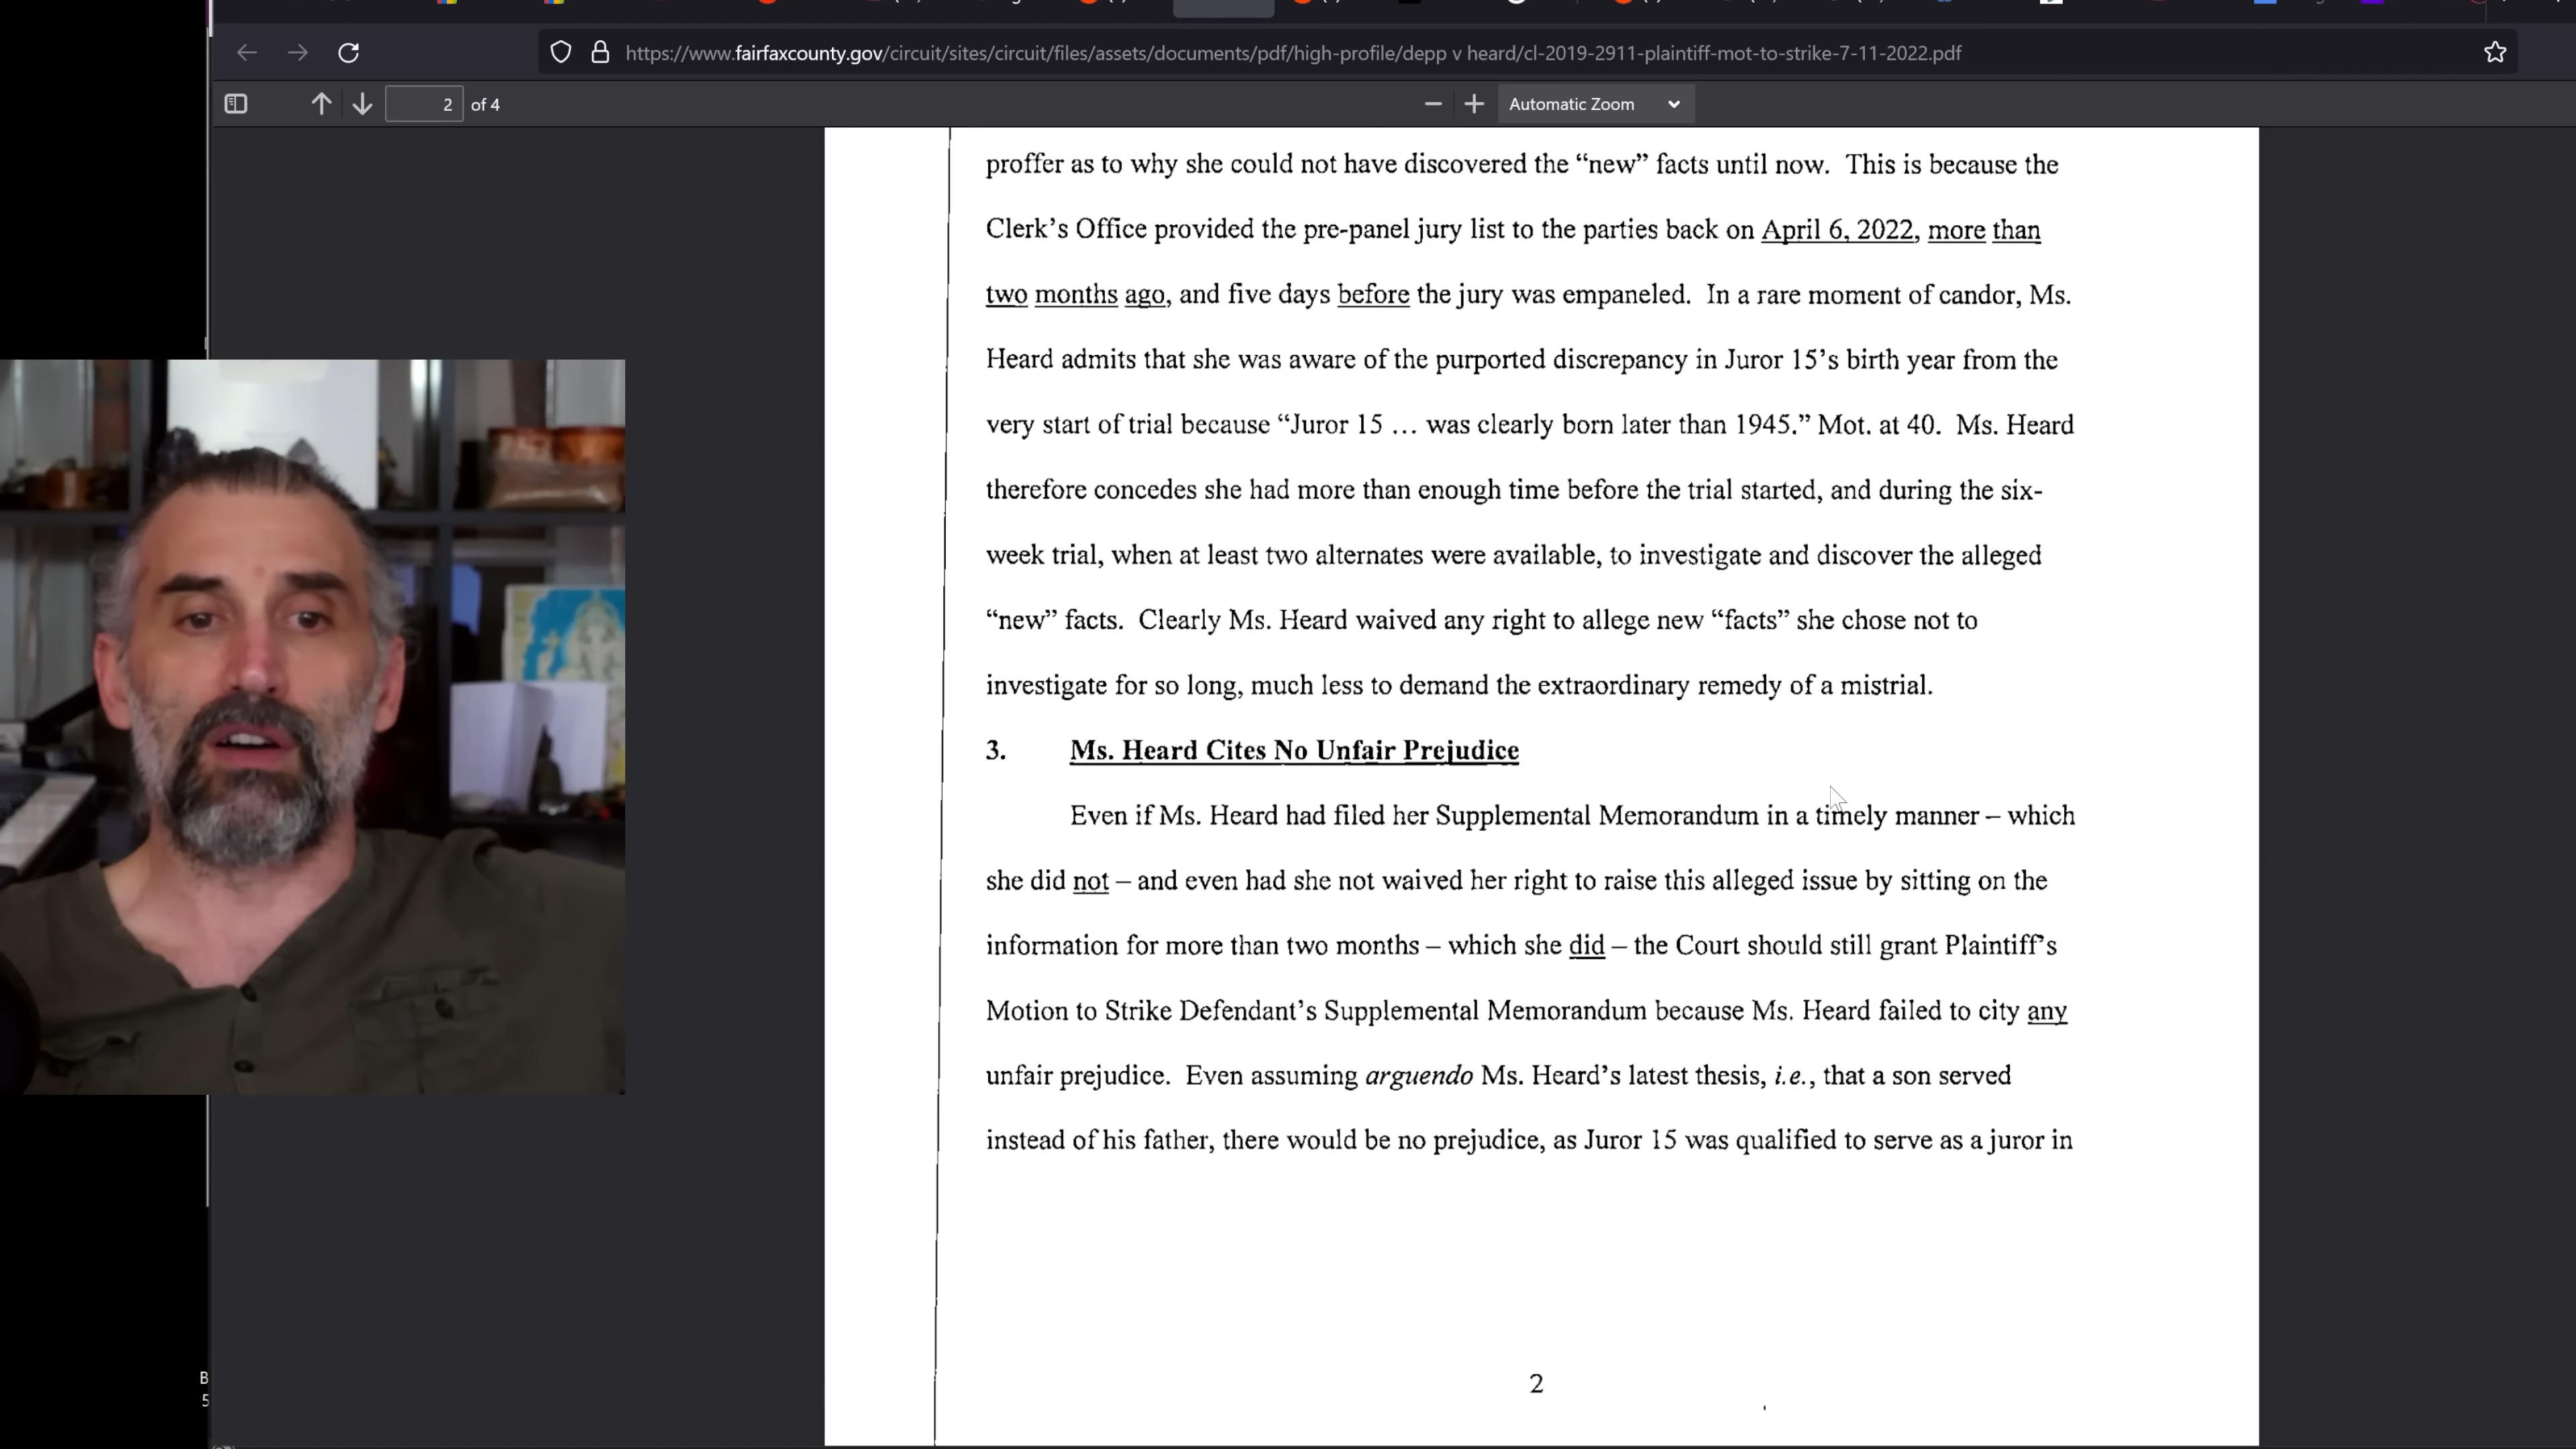 https://www.fairfaxcounty.gov/circuit/sites/circuit/files/assets/documents/pdf/high-profile/depp v heard/cl-2019-2911-plaintiff-mot-to-strike-7-11-2022.pdf
2 of 4
Automatic Zoom
proffer as to why she could not have discovered the “new” facts until now. This is because the
Clerk’s Office provided the pre-panel jury list to the parties back on April 6, 2022, more than
two months ago, and five days before the jury was empaneled. In a rare moment of candor, Ms.
Heard admits that she was aware of the purported discrepancy in Juror 15’s birth year from the
very start of trial because “Juror 15 … was clearly born later than 1945.” Mot. at 40. Ms. Heard
therefore concedes she had more than enough time before the trial started, and during the six-
week trial, when at least two alternates were available, to investigate and discover the alleged
“new” facts. Clearly Ms. Heard waived any right to allege new “facts” she chose not to
investigate for so long, much less to demand the extraordinary remedy of a mistrial.
3. Ms. Heard Cites No Unfair Prejudice
Even if Ms. Heard had filed her Supplemental Memorandum in a timely manner – which
she did not – and even had she not waived her right to raise this alleged issue by sitting on the
information for more than two months – which she did – the Court should still grant Plaintiff’s
Motion to Strike Defendant’s Supplemental Memorandum because Ms. Heard failed to city any
unfair prejudice. Even assuming arguendo Ms. Heard’s latest thesis, i.e., that a son served
instead of his father, there would be no prejudice, as Juror 15 was qualified to serve as a juror in
2
B
5